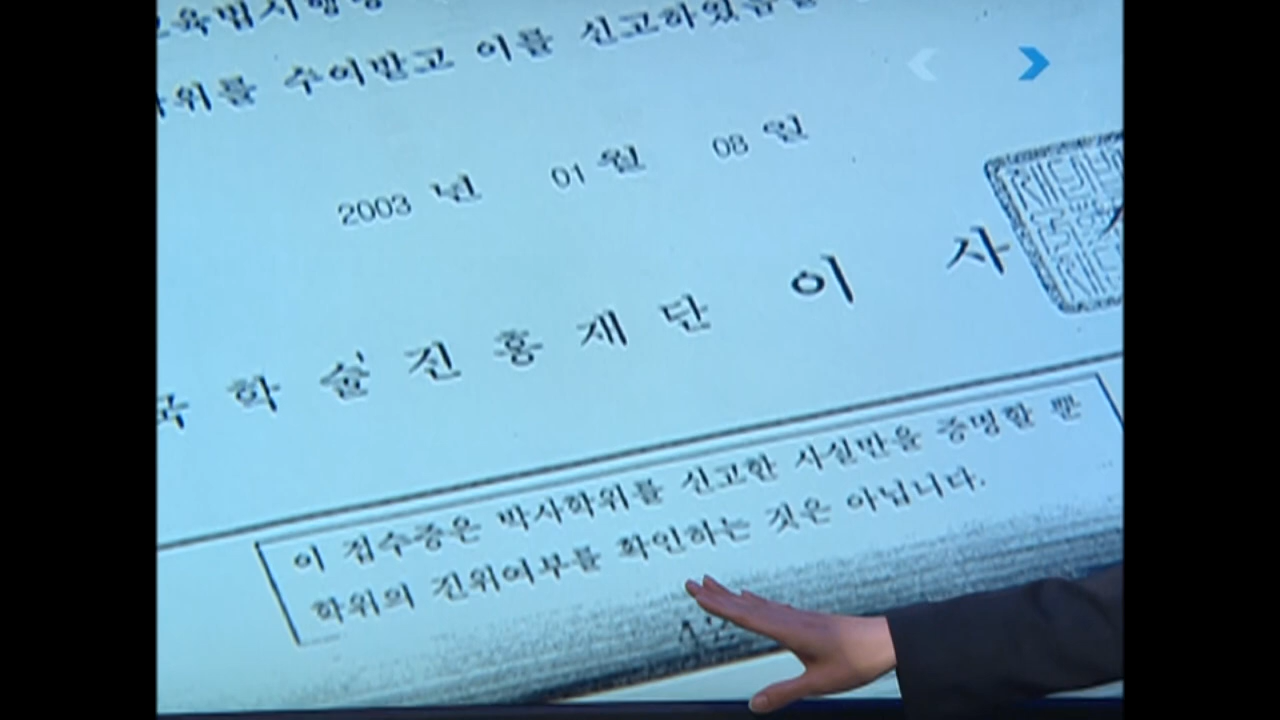 학위를 수여받고 이를 신고하였음을
2003 년 01 월 08 일
학 술 진 흥 재 단 이 사
이 접수증은 박사학위를 신고한 사실만을 증명할 뿐
학위의 진위여부를 확인하는 것은 아닙니다.